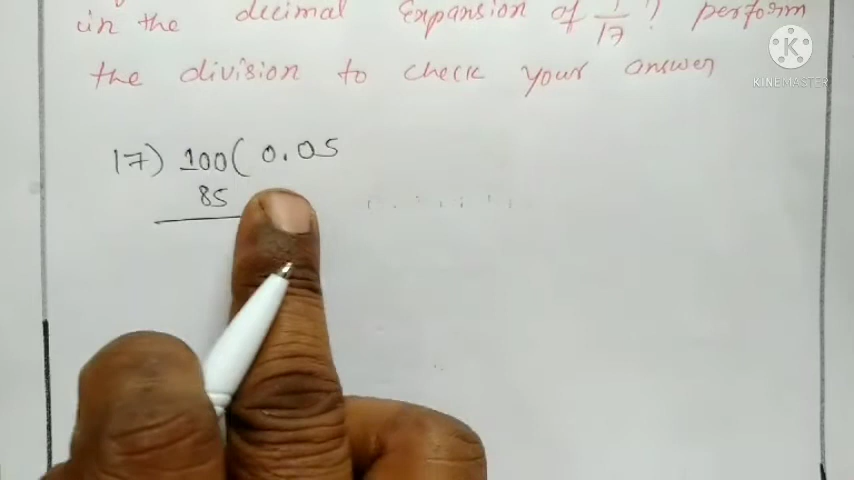 in the decimal Expansion of 1/17 ? perform
the division to check your answer
K
KINEMASTER
17) 100( 0.05
85